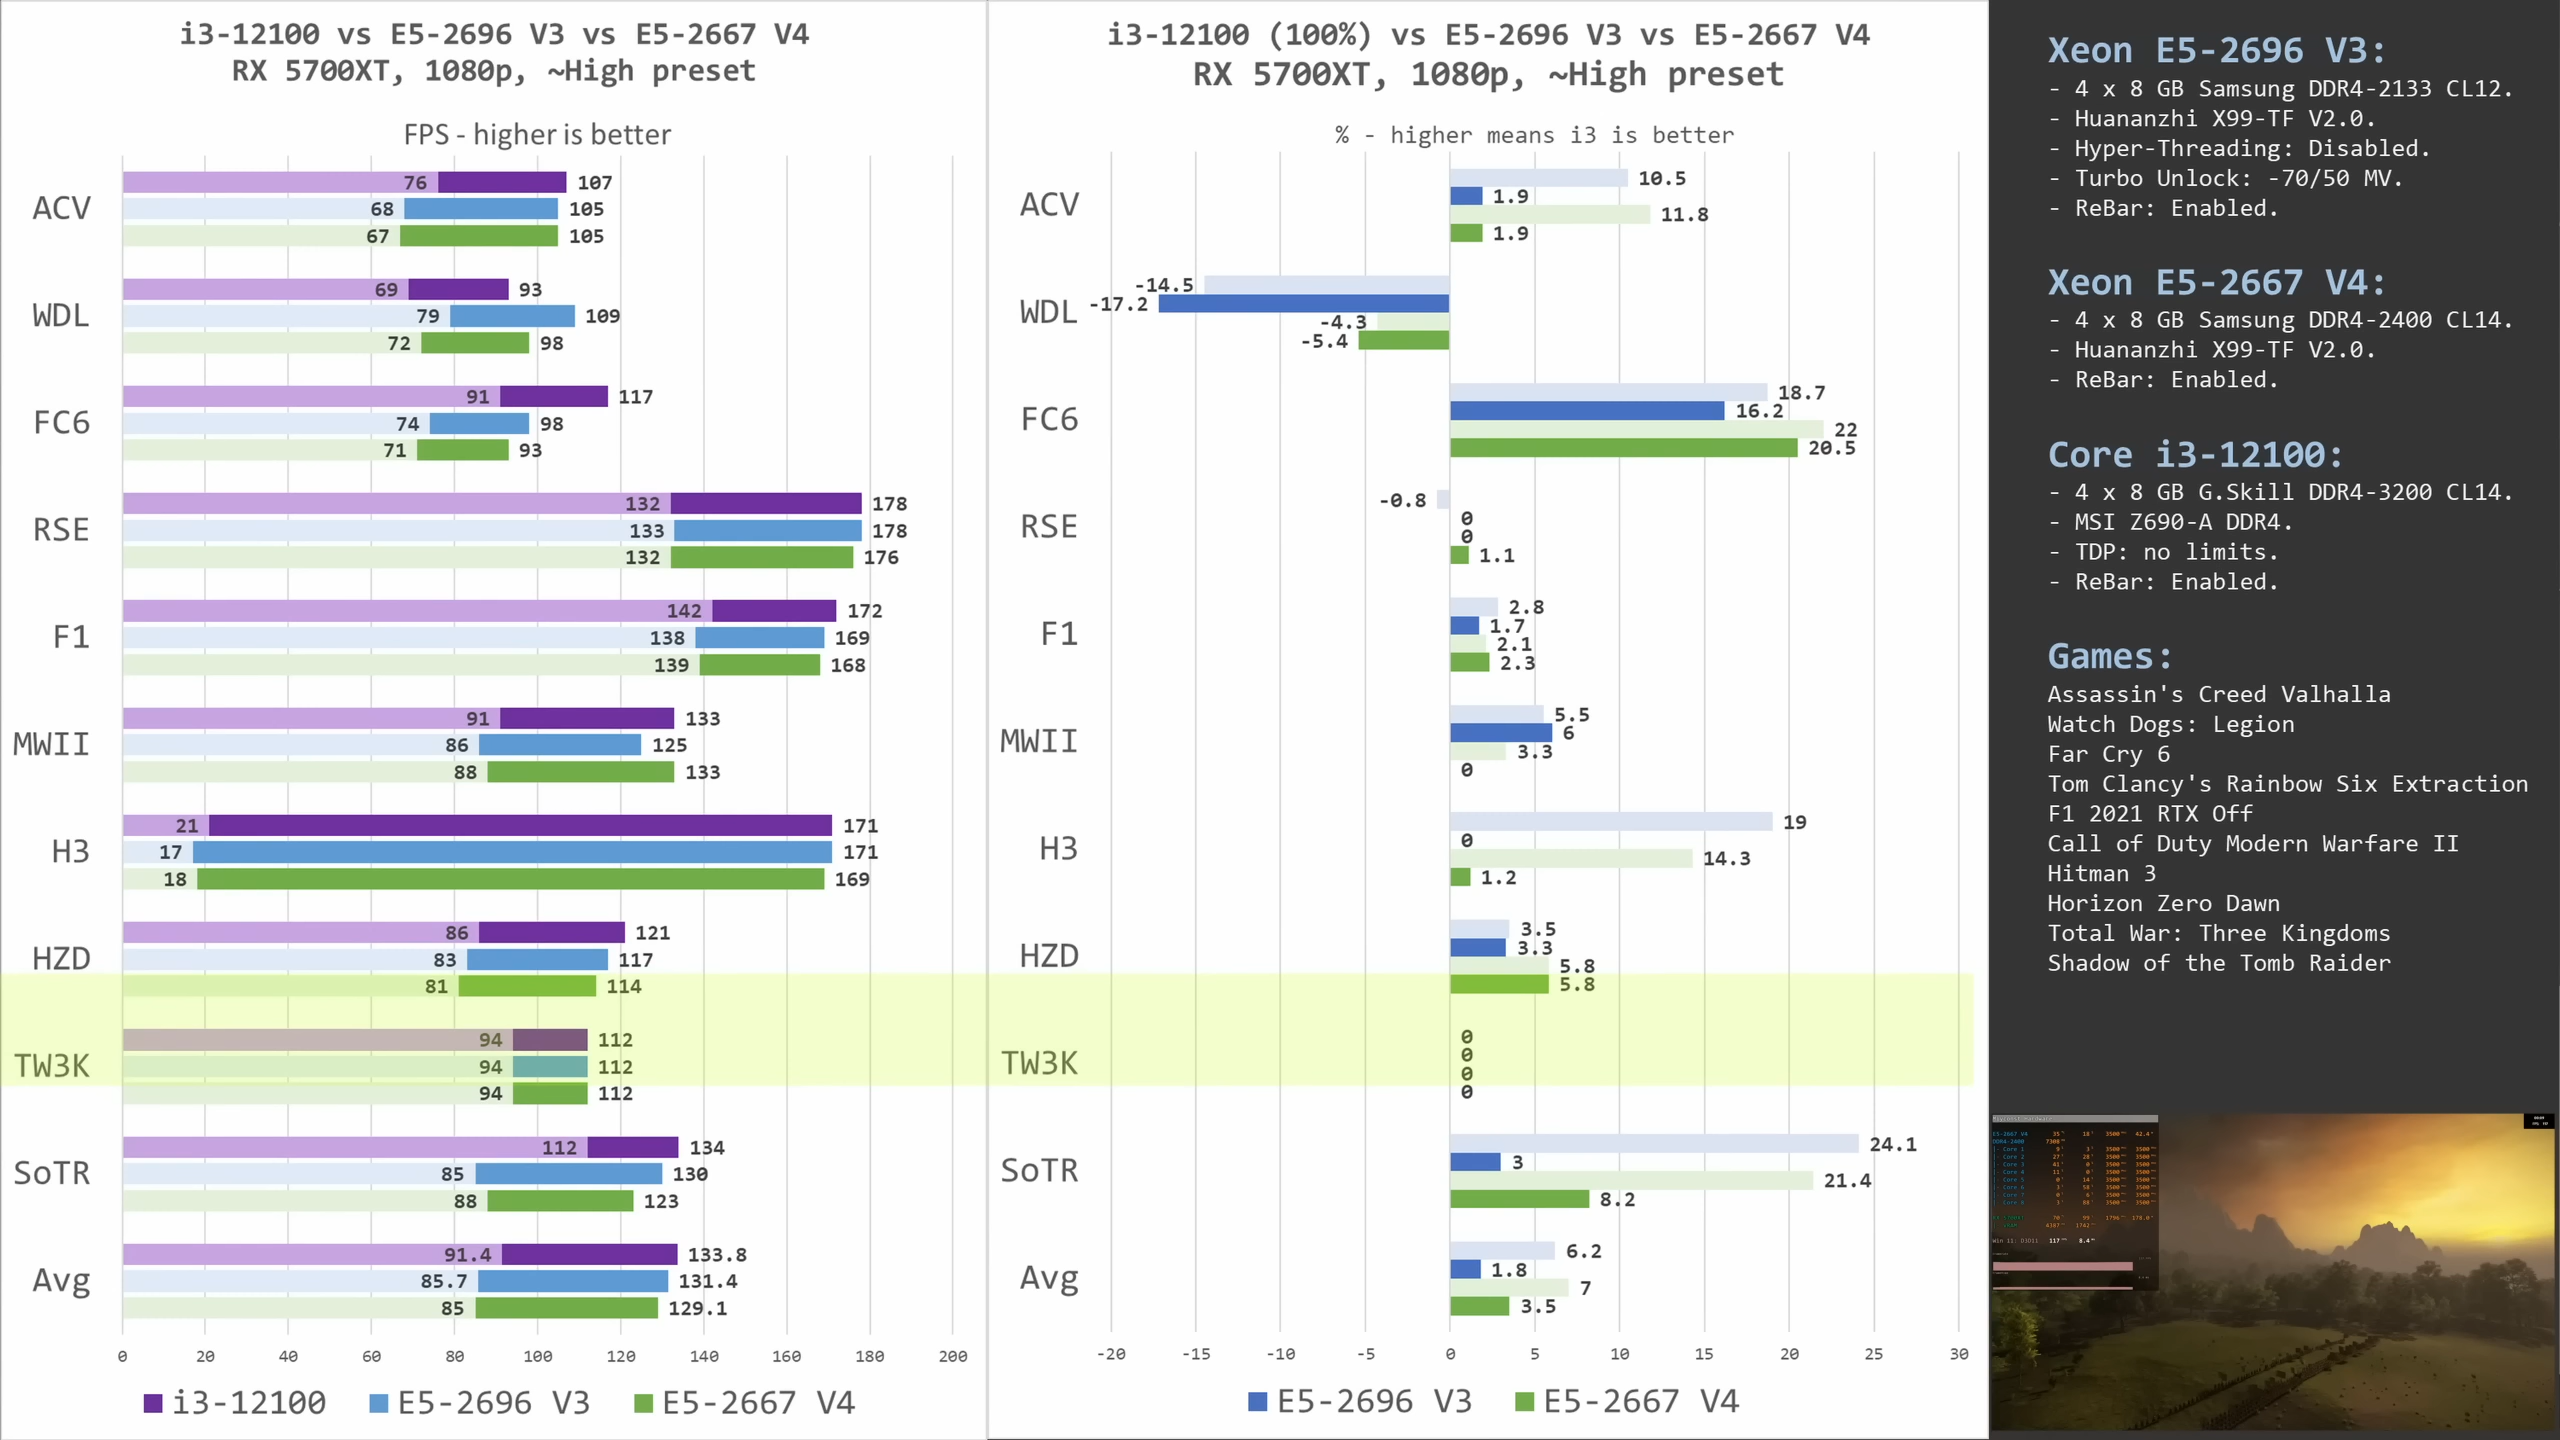 i3-12100 vs E5-2696 V3 vs E5-2667 V4
RX 5700XT, 1080p, ~High preset
FPS - higher is better
ACV
76 107
68 105
67 105
WDL
69 93
79 109
72 98
FC6
91 117
74 98
71 93
RSE
132 178
133 178
132 176
F1
142 172
138 169
139 168
MWII
91 133
86 125
88 133
H3
21 171
17 171
18 169
HZD
86 121
83 117
81 114
TW3K
94 112
94 112
94 112
SoTR
112 134
85 130
88 123
Avg
91.4 133.8
85.7 131.4
85 129.1
0 20 40 60 80 100 120 140 160 180 200
i3-12100 E5-2696 V3 E5-2667 V4
i3-12100 (100%) vs E5-2696 V3 vs E5-2667 V4
RX 5700XT, 1080p, ~High preset
% - higher means i3 is better
ACV
10.5
1.9
11.8
1.9
WDL
-14.5
-17.2
-4.3
-5.4
FC6
18.7
16.2
22
20.5
RSE
-0.8
0
0
1.1
F1
2.8
1.7
2.1
2.3
MWII
5.5
6
3.3
0
H3
19
0
14.3
1.2
HZD
3.5
3.3
5.8
5.8
TW3K
0
0
0
0
SoTR
24.1
3
21.4
8.2
Avg
6.2
1.8
7
3.5
-20 -15 -10 -5 0 5 10 15 20 25 30
E5-2696 V3 E5-2667 V4
Xeon E5-2696 V3:
- 4 x 8 GB Samsung DDR4-2133 CL12.
- Huananzhi X99-TF V2.0.
- Hyper-Threading: Disabled.
- Turbo Unlock: -70/50 MV.
- ReBar: Enabled.
Xeon E5-2667 V4:
- 4 x 8 GB Samsung DDR4-2400 CL14.
- Huananzhi X99-TF V2.0.
- ReBar: Enabled.
Core i3-12100:
- 4 x 8 GB G.Skill DDR4-3200 CL14.
- MSI Z690-A DDR4.
- TDP: no limits.
- ReBar: Enabled.
Games:
Assassin's Creed Valhalla
Watch Dogs: Legion
Far Cry 6
Tom Clancy's Rainbow Six Extraction
F1 2021 RTX Off
Call of Duty Modern Warfare II
Hitman 3
Horizon Zero Dawn
Total War: Three Kingdoms
Shadow of the Tomb Raider